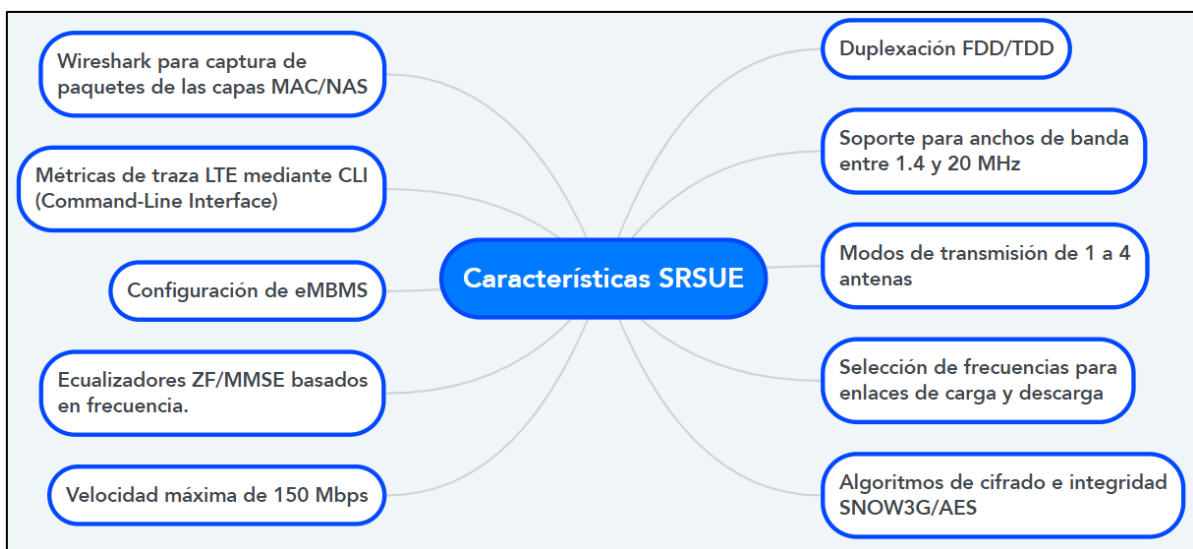 Wireshark para captura de
paquetes de las capas MAC/NAS
Métricas de traza LTE mediante CLI
(Command-Line Interface)
Configuración de eMBMS
Ecualizadores ZF/MMSE basados
en frecuencia.
Velocidad máxima de 150 Mbps
Características SRSUE
Duplexación FDD/TDD
Soporte para anchos de banda
entre 1.4 y 20 MHz
Modos de transmisión de 1 a 4
antenas
Selección de frecuencias para
enlaces de carga y descarga
Algoritmos de cifrado e integridad
SNOW3G/AES